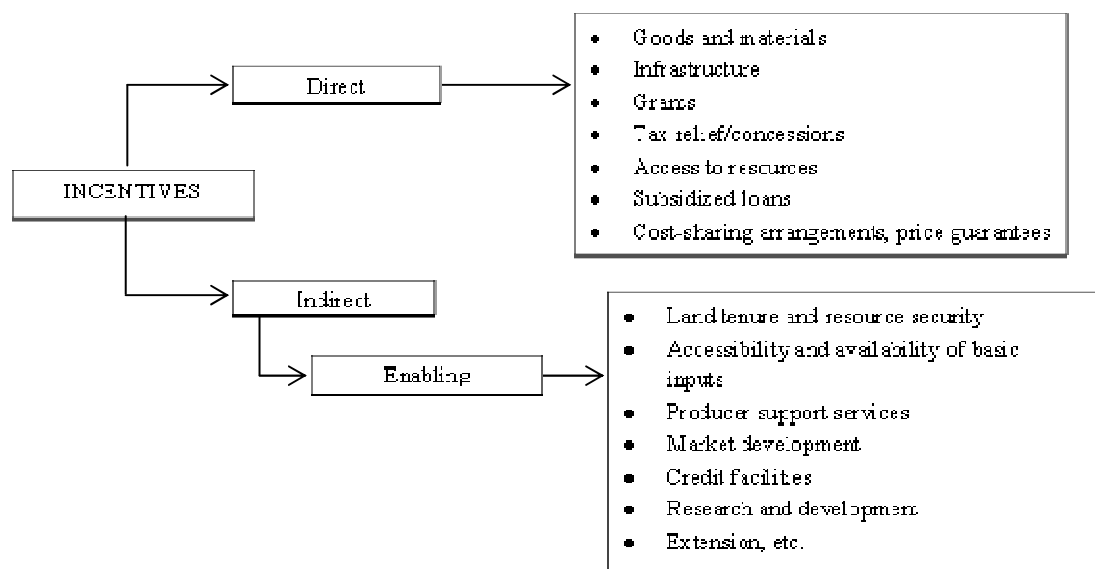 Goods and materials
Infrastructure
Direct
Grants
Tax relief/concessions
Access to resources
INCENTIVES
Subsidized loans
Cost-sharing arrangements, price guarantees
Indirect
Land tenure and resource security
Accessibility and availability of basic
inputs
Enabling
Producer support services
Market development
Credit facilities
Research and development
Extension, etc.